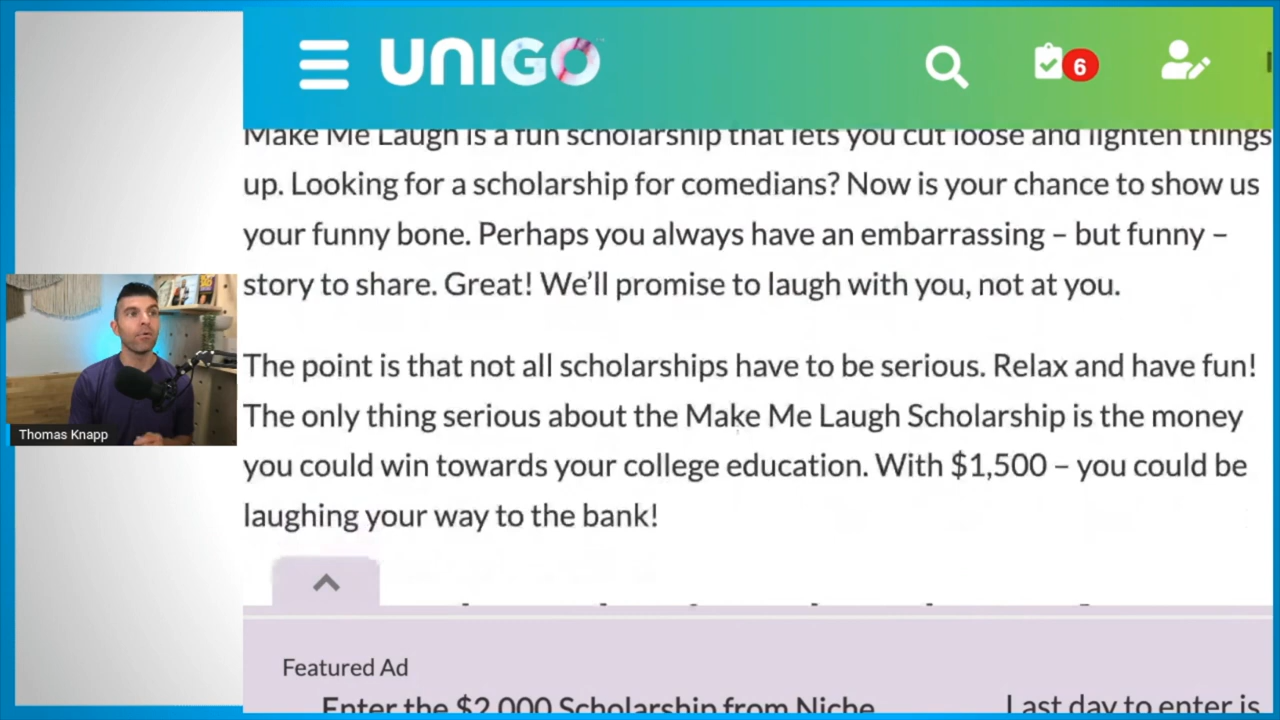 UNIGO
6
Make Me Laugh is a fun scholarship that lets you cut loose and lighten things
up. Looking for a scholarship for comedians? Now is your chance to show us
your funny bone. Perhaps you always have an embarrassing – but funny –
story to share. Great! We’ll promise to laugh with you, not at you.
The point is that not all scholarships have to be serious. Relax and have fun!
The only thing serious about the Make Me Laugh Scholarship is the money
you could win towards your college education. With $1,500 – you could be
laughing your way to the bank!
Thomas Knapp
Featured Ad
Enter the $2,000 Scholarship from Niche
Last day to enter is